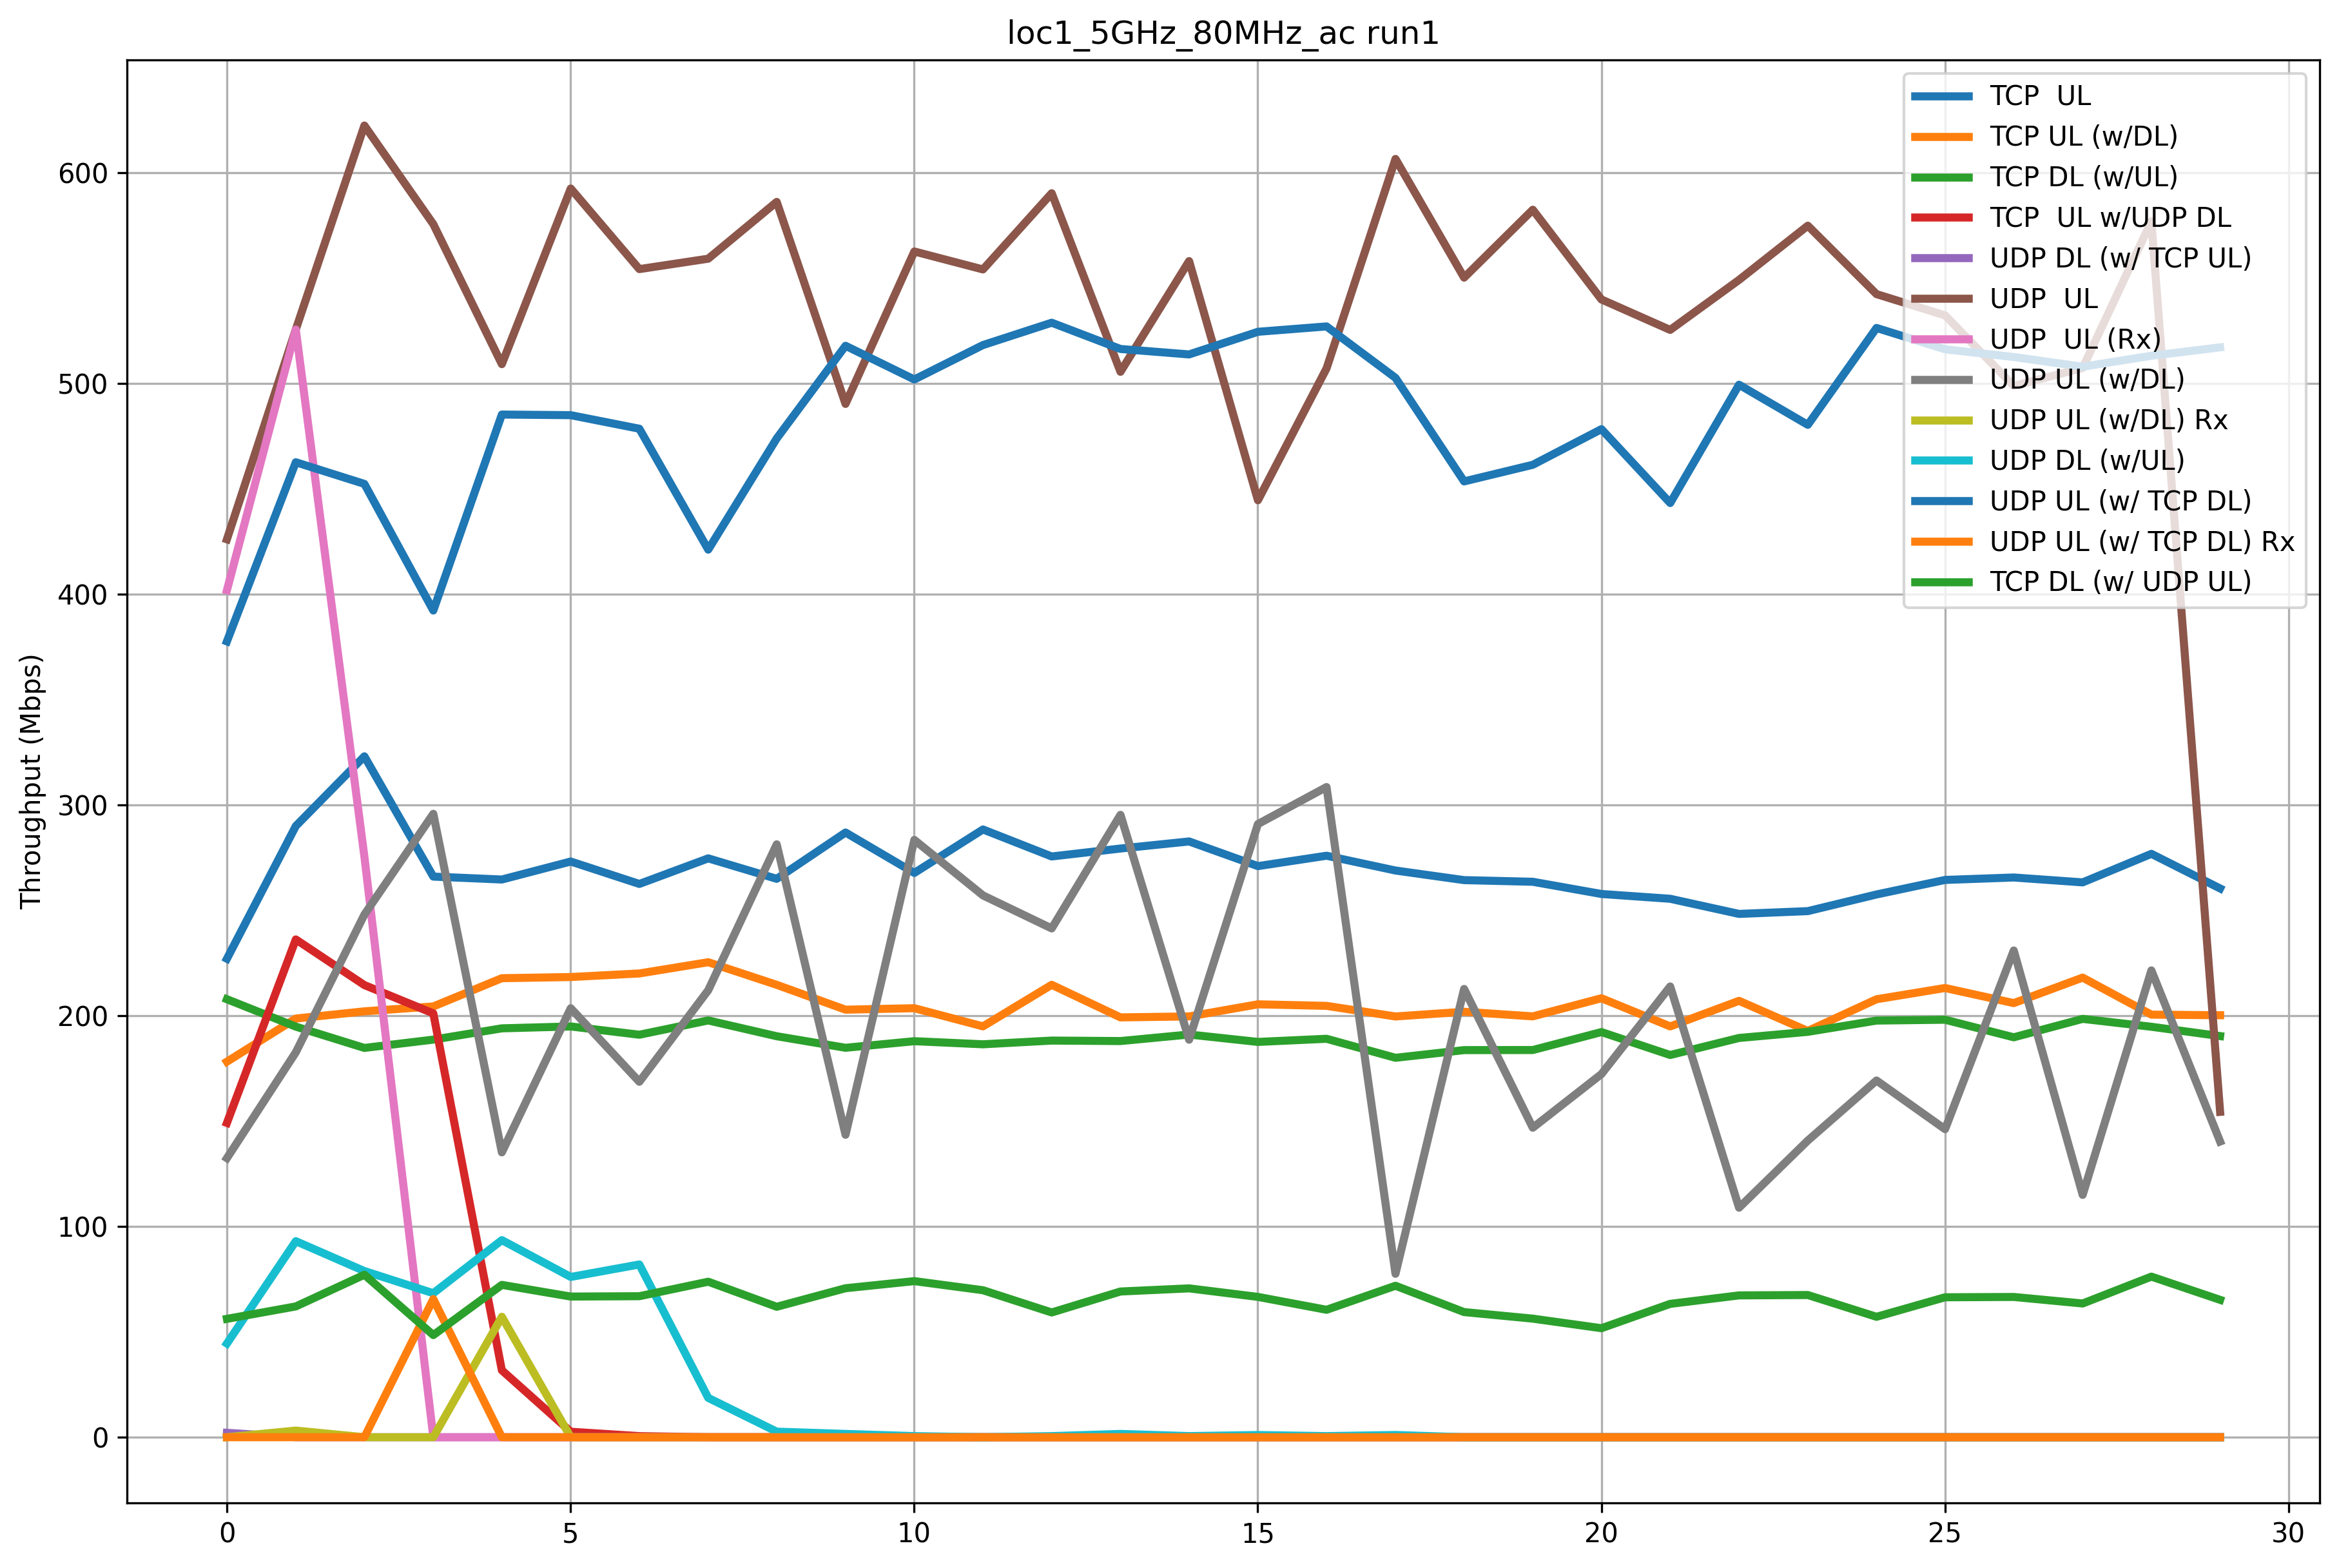 loc1_5GHz_80MHz_ac run1
TCP  UL
TCP UL (w/DL)
TCP DL (w/UL)
TCP  UL w/UDP DL
UDP DL (w/ TCP UL)
UDP  UL
UDP  UL (Rx)
UDP UL (w/DL)
UDP UL (w/DL) Rx
UDP DL (w/UL)
UDP UL (w/ TCP DL)
UDP UL (w/ TCP DL) Rx
TCP DL (w/ UDP UL)
Throughput (Mbps)
600
500
400
300
200
100
0
0 5 10 15 20 25 30